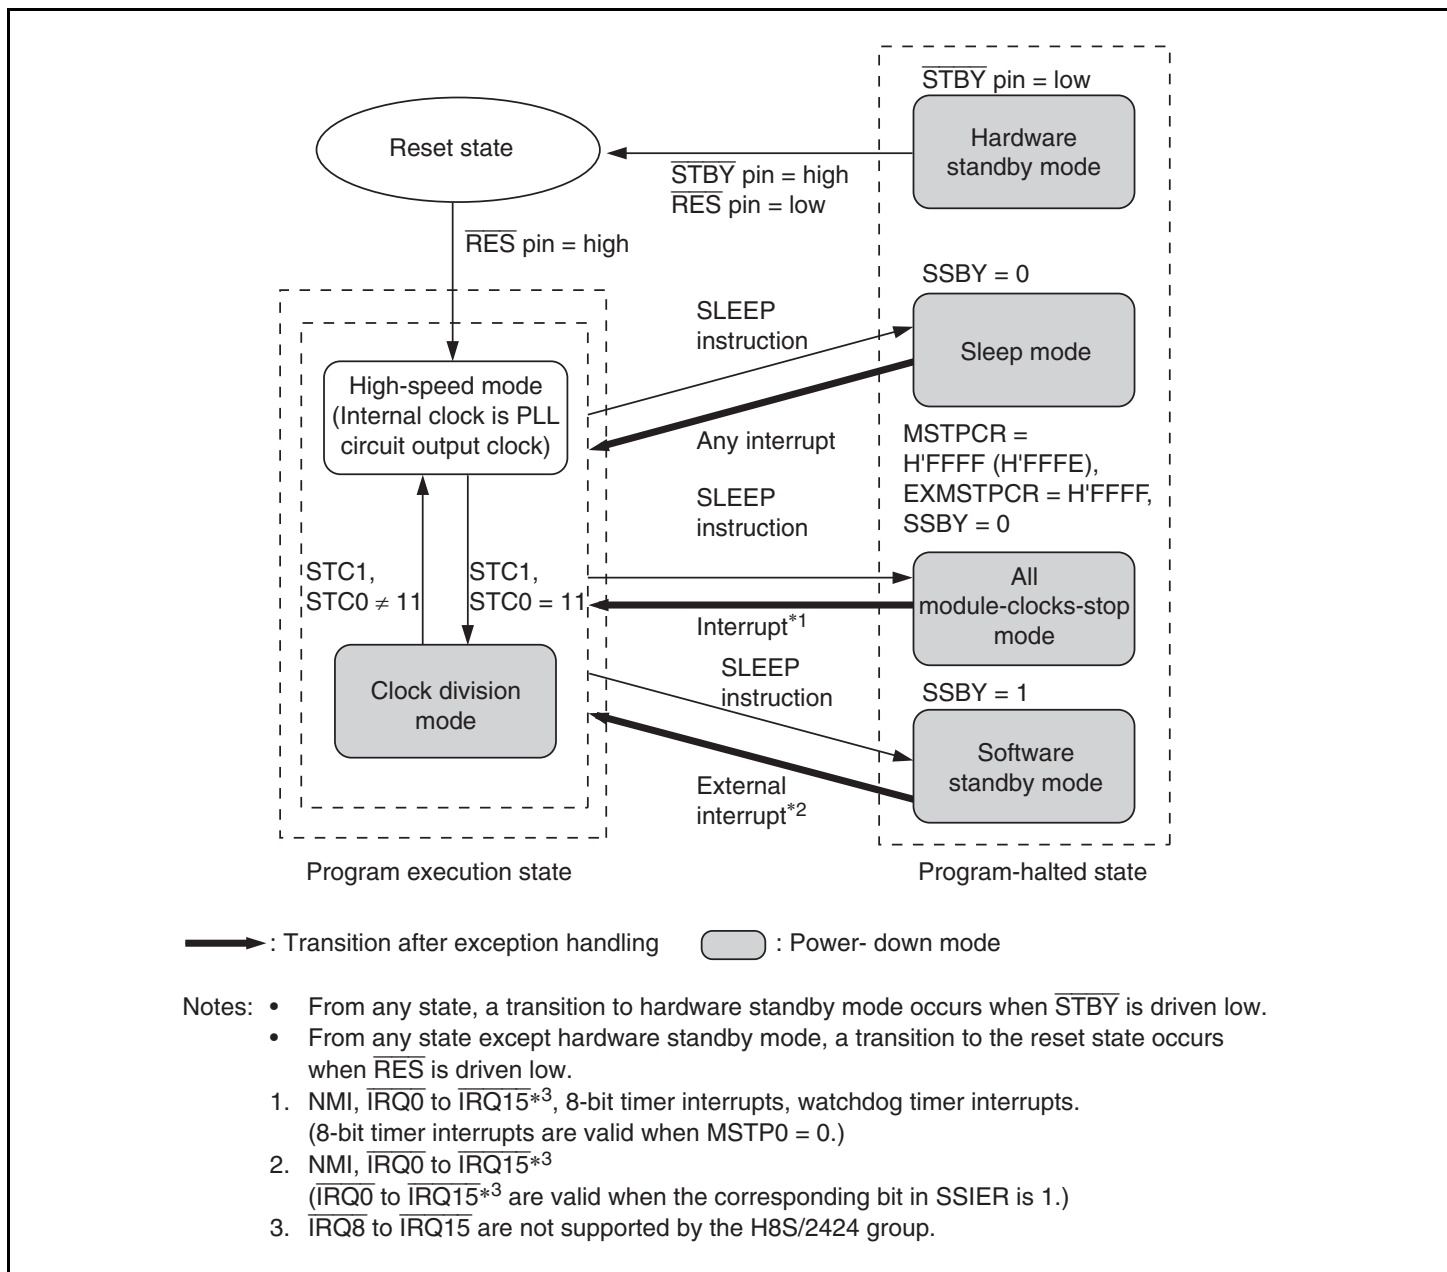 STBY pin = low
Hardware
standby mode
Reset state
STBY pin = high
RES pin = low
RES pin = high
SSBY = 0
SLEEP
instruction
Sleep mode
High-speed mode
(Internal clock is PLL
circuit output clock)
Any interrupt
MSTPCR =
H'FFFF (H'FFFE),
EXMSTPCR = H'FFFF,
SSBY = 0
SLEEP
instruction
STC1,
STC0 ≠ 11
STC1,
STC0 = 11
All
module-clocks-stop
mode
Interrupt*1
SLEEP
instruction
Clock division
mode
SSBY = 1
Software
standby mode
External
interrupt*2
Program execution state
Program-halted state
: Transition after exception handling
: Power- down mode
Notes: • From any state, a transition to hardware standby mode occurs when STBY is driven low.
• From any state except hardware standby mode, a transition to the reset state occurs
when RES is driven low.
1. NMI, IRQ0 to IRQ15*3, 8-bit timer interrupts, watchdog timer interrupts.
(8-bit timer interrupts are valid when MSTP0 = 0.)
2. NMI, IRQ0 to IRQ15*3
(IRQ0 to IRQ15*3 are valid when the corresponding bit in SSIER is 1.)
3. IRQ8 to IRQ15 are not supported by the H8S/2424 group.